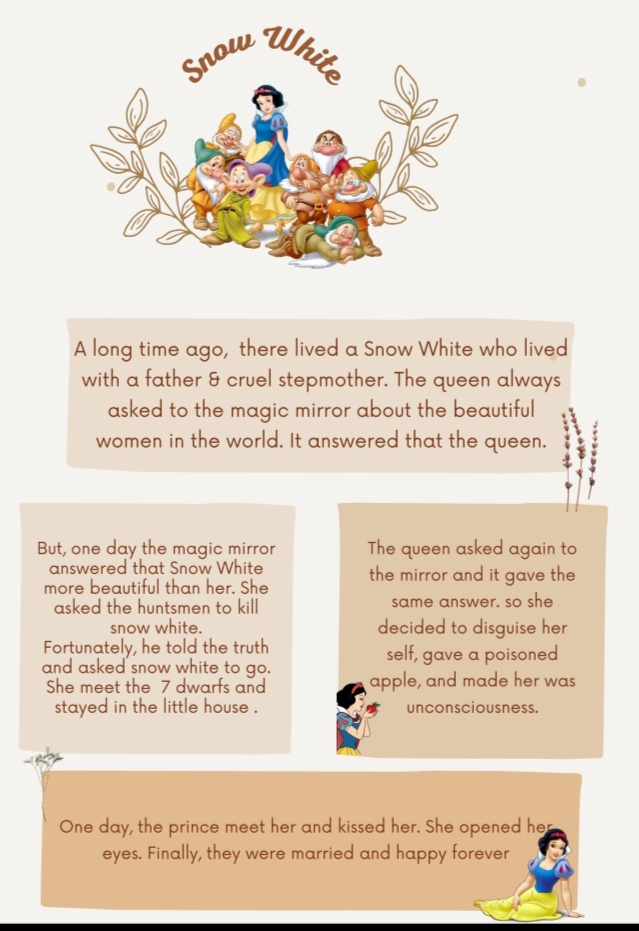 Snow White
A long time ago, there lived a Snow White who lived
with a father & cruel stepmother. The queen always
asked to the magic mirror about the beautiful
women in the world. It answered that the queen.
But, one day the magic mirror
answered that Snow White
more beautiful than her. She
asked the huntsmen to kill
snow white.
Fortunately, he told the truth
and asked snow white to go.
She meet the 7 dwarfs and
stayed in the little house .
The queen asked again to
the mirror and it gave the
same answer. so she
decided to disguise her
self, gave a poisoned
apple, and made her was
unconsciousness.
One day, the prince meet her and kissed her. She opened her
eyes. Finally, they were married and happy forever